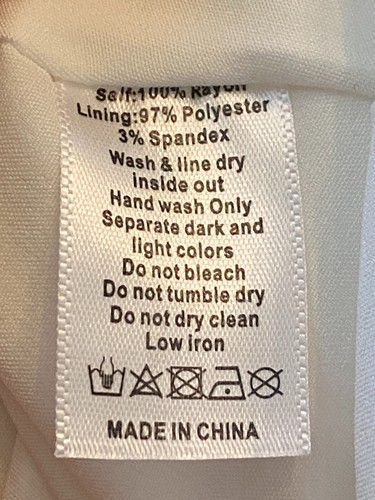 Self:100% Rayon
Lining:97% Polyester
3% Spandex
Wash & line dry
inside out
Hand wash Only
Separate dark and
light colors
Do not bleach
Do not tumble dry
Do not dry clean
Low iron
MADE IN CHINA